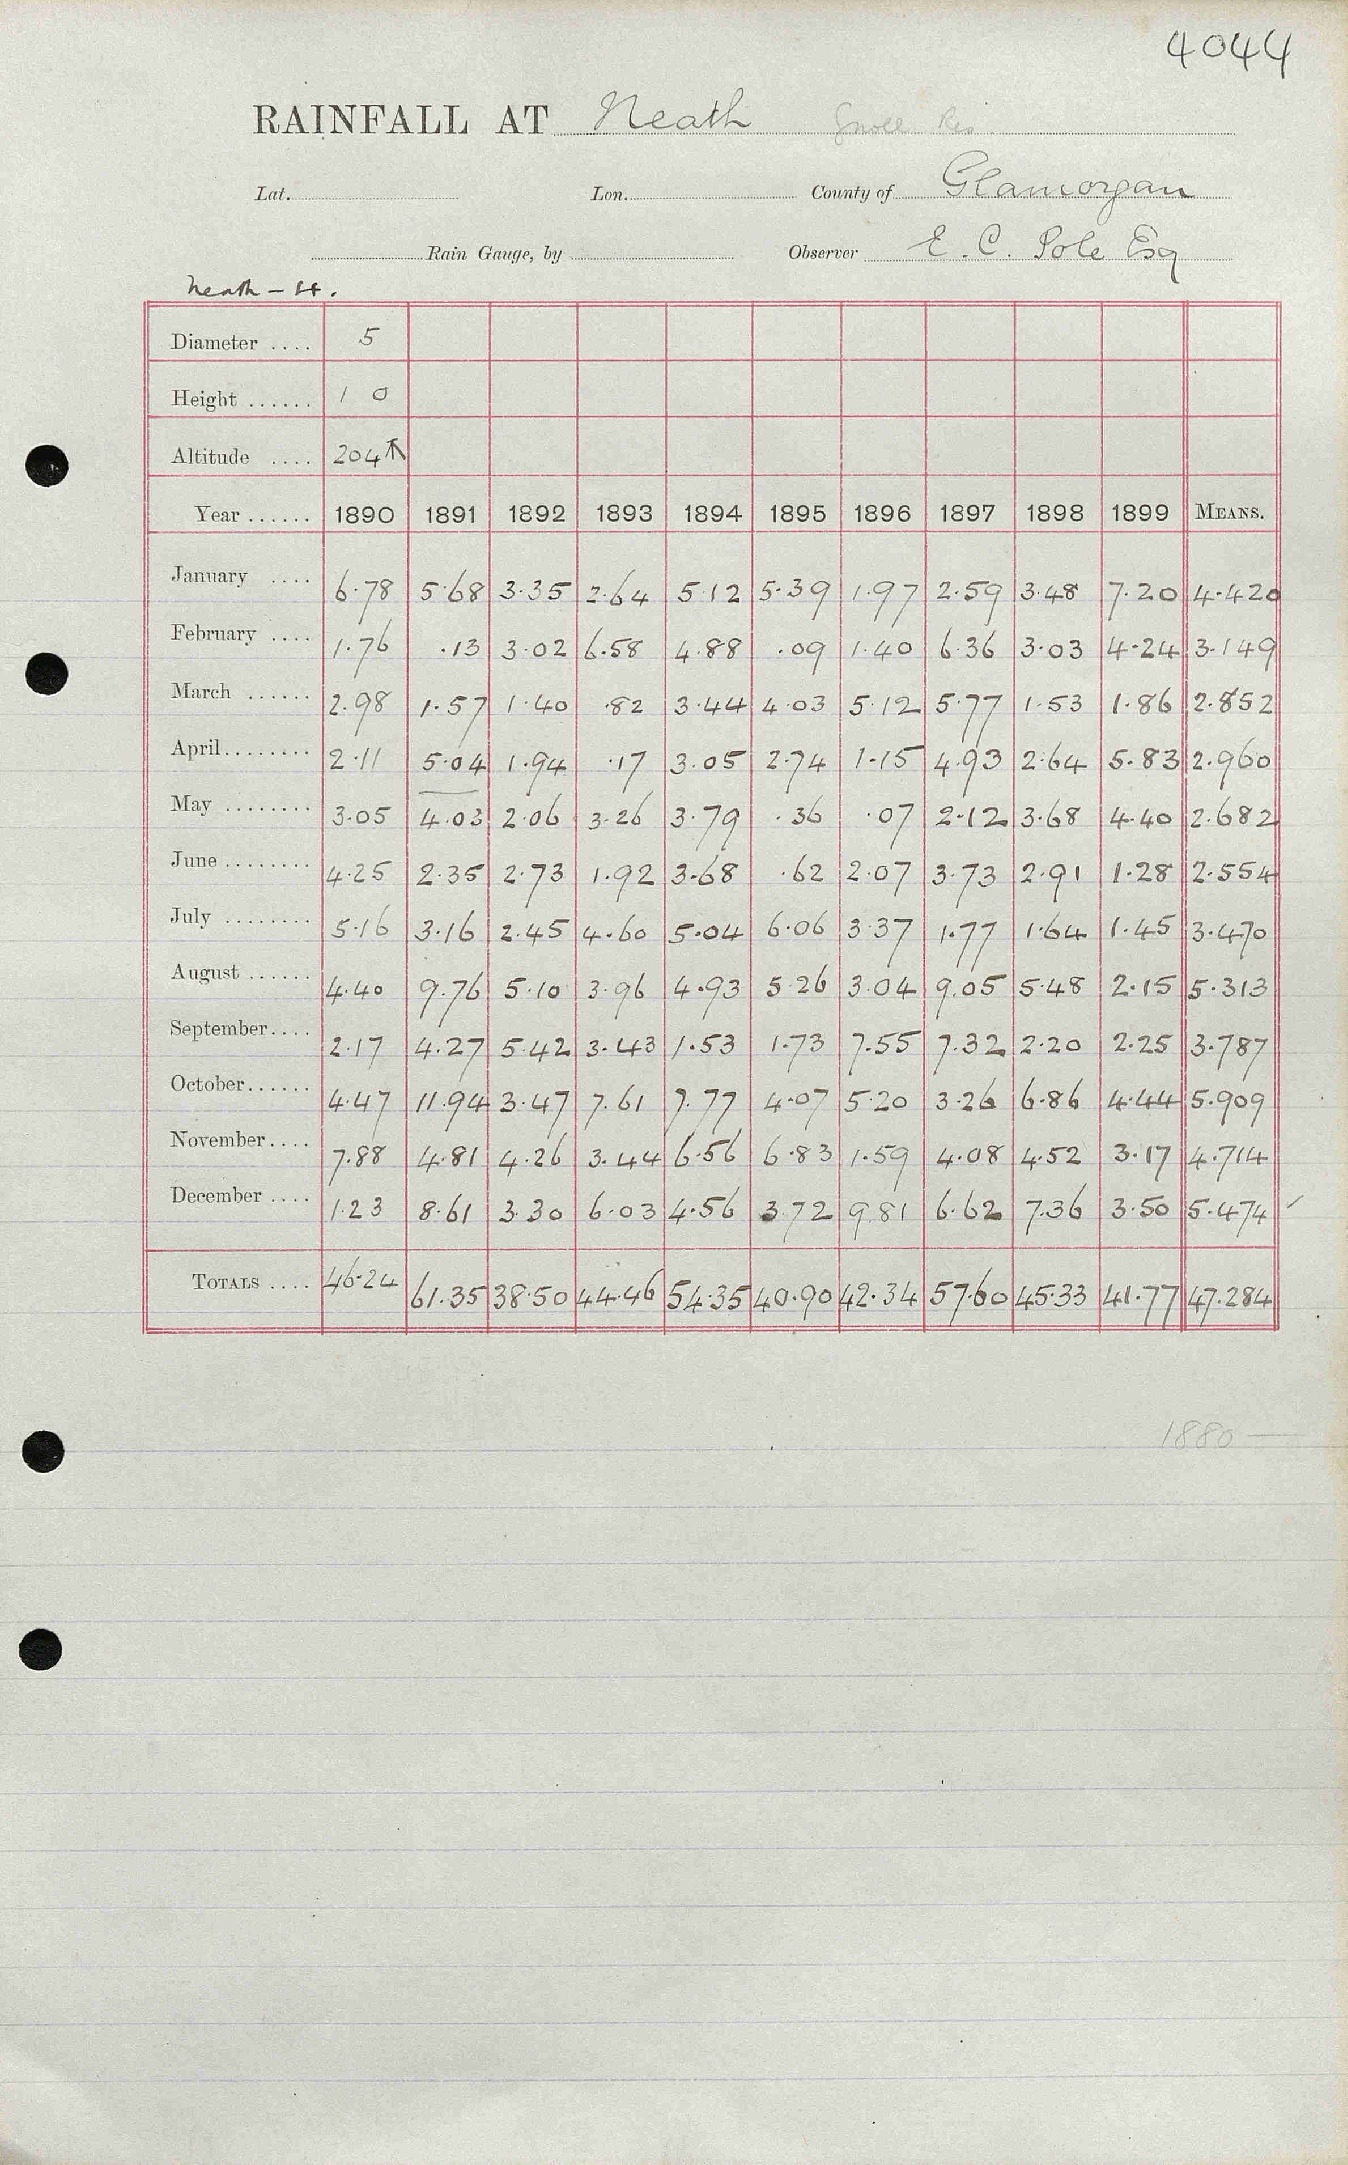 4044
RAINFALL AT Neath Gnoll Res.
Lat. Lon. County of Glamorgan
Rain Gauge, by Observer E. C. Pole Esq
Neath -
Diameter .... 5
Height ...... 1 0
Altitude .... 204
Year ...... 1890 1891 1892 1893 1894 1895 1896 1897 1898 1899 MEANS.
January .... 6.78 5.68 3.35 2.64 5.12 5.39 1.97 2.59 3.48 7.20 4.420
February .... 1.76 .13 3.02 6.58 4.88 .09 1.40 6.36 3.03 4.24 3.149
March ...... 2.98 1.57 1.40 .82 3.44 4.03 5.12 5.77 1.53 1.86 2.852
April........ 2.11 5.04 1.94 .17 3.05 2.74 1.15 4.93 2.64 5.83 2.960
May ........ 3.05 4.03 2.06 3.26 3.79 .36 .07 2.12 3.68 4.40 2.682
June ........ 4.25 2.35 2.73 1.92 3.68 .62 2.07 3.73 2.91 1.28 2.554
July ........ 5.16 3.16 2.45 4.60 5.04 6.06 3.37 1.77 1.64 1.45 3.470
August ...... 4.40 9.76 5.10 3.96 4.93 5.26 3.04 9.05 5.48 2.15 5.313
September.... 2.17 4.27 5.42 3.43 1.53 1.73 7.55 7.32 2.20 2.25 3.787
October...... 4.47 11.94 3.47 7.61 7.77 4.07 5.20 3.26 6.86 4.44 5.909
November.... 7.88 4.81 4.26 3.44 6.56 6.83 1.59 4.08 4.52 3.17 4.714
December .... 1.23 8.61 3.30 6.03 4.56 3.72 9.81 6.62 7.36 3.50 5.474
TOTALS .... 46.24 61.35 38.50 44.46 54.35 40.90 42.34 57.60 45.33 41.77 47.284
1880 —